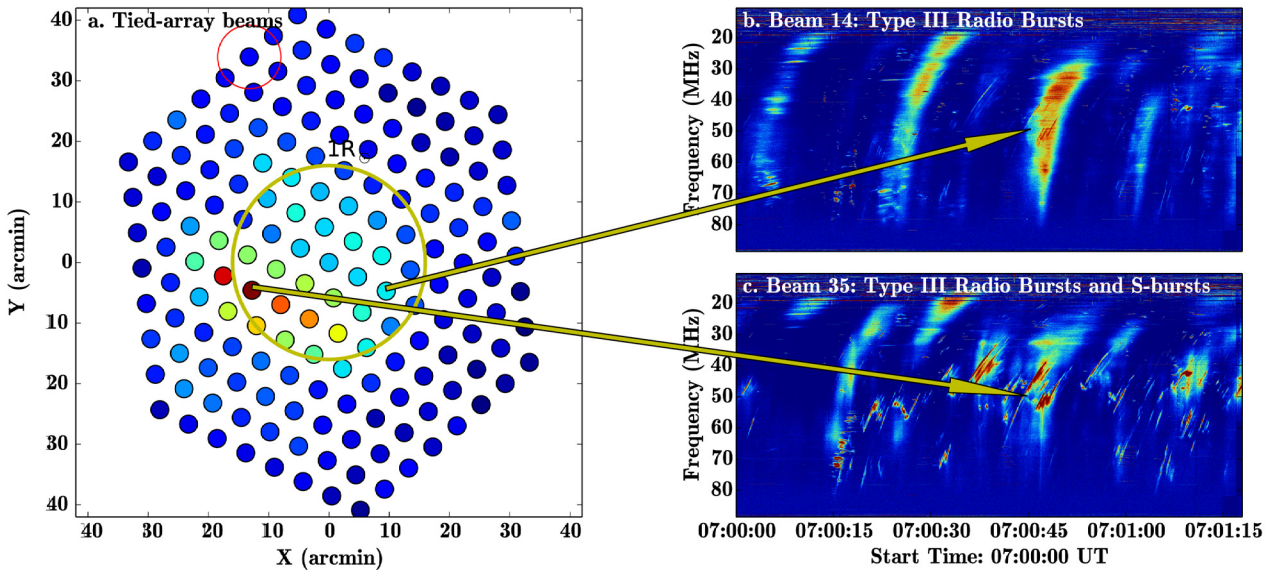 a. Tied-array beams
1R
40
30
20
10
0
10
20
30
40
Y (arcmin)
40 30 20 10 0 10 20 30 40
X (arcmin)
b. Beam 14: Type III Radio Bursts
20
30
40
50
60
70
80
Frequency (MHz)
c. Beam 35: Type III Radio Bursts and S-bursts
20
30
40
50
60
70
80
Frequency (MHz)
07:00:00 07:00:15 07:00:30 07:00:45 07:01:00 07:01:15
Start Time: 07:00:00 UT